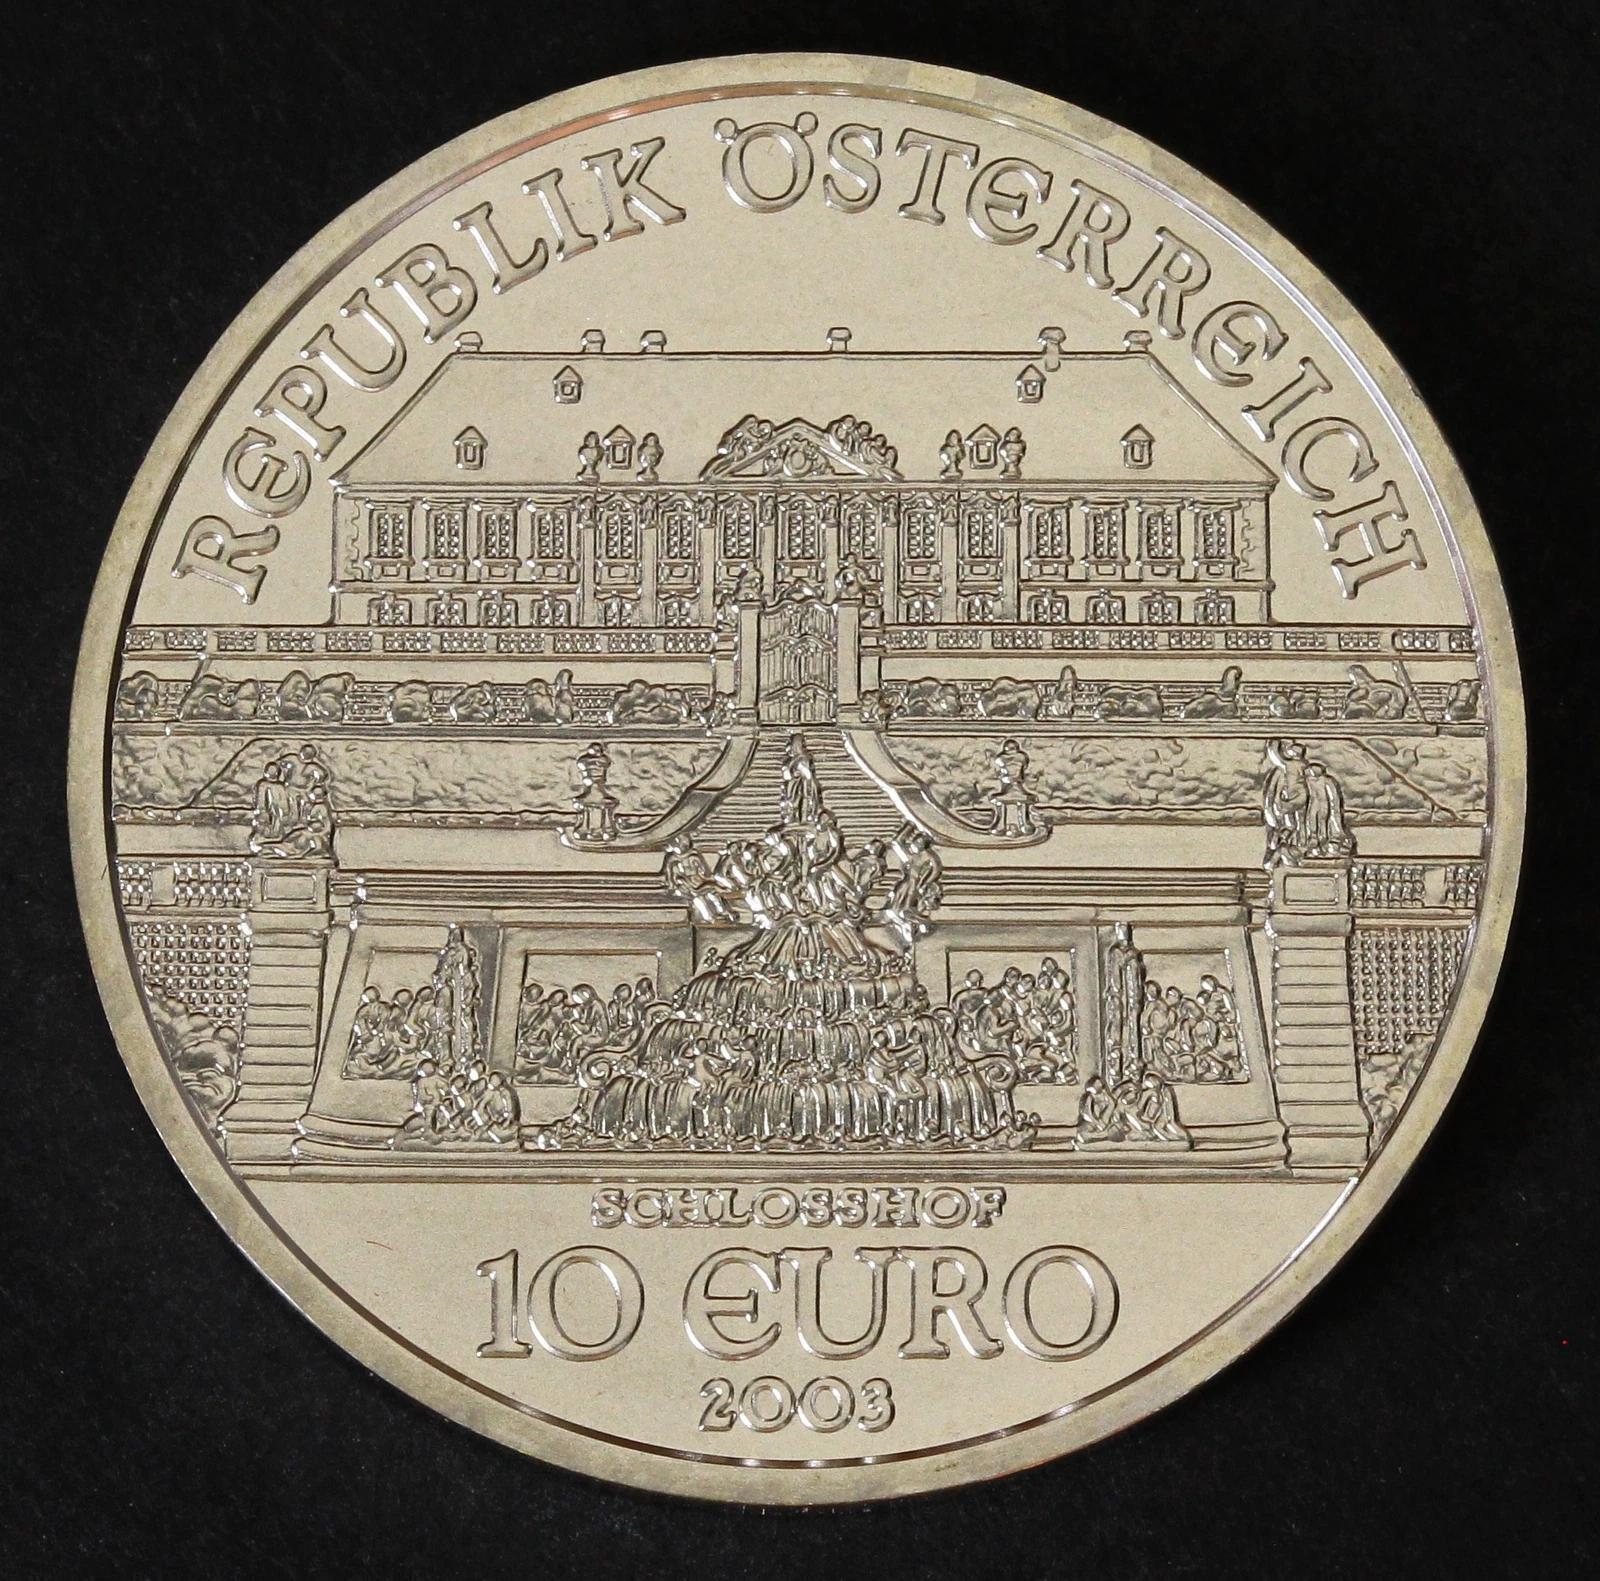 REPUBLIK ÖSTERREICH
SCHLOSSHOF
10 EURO
2003